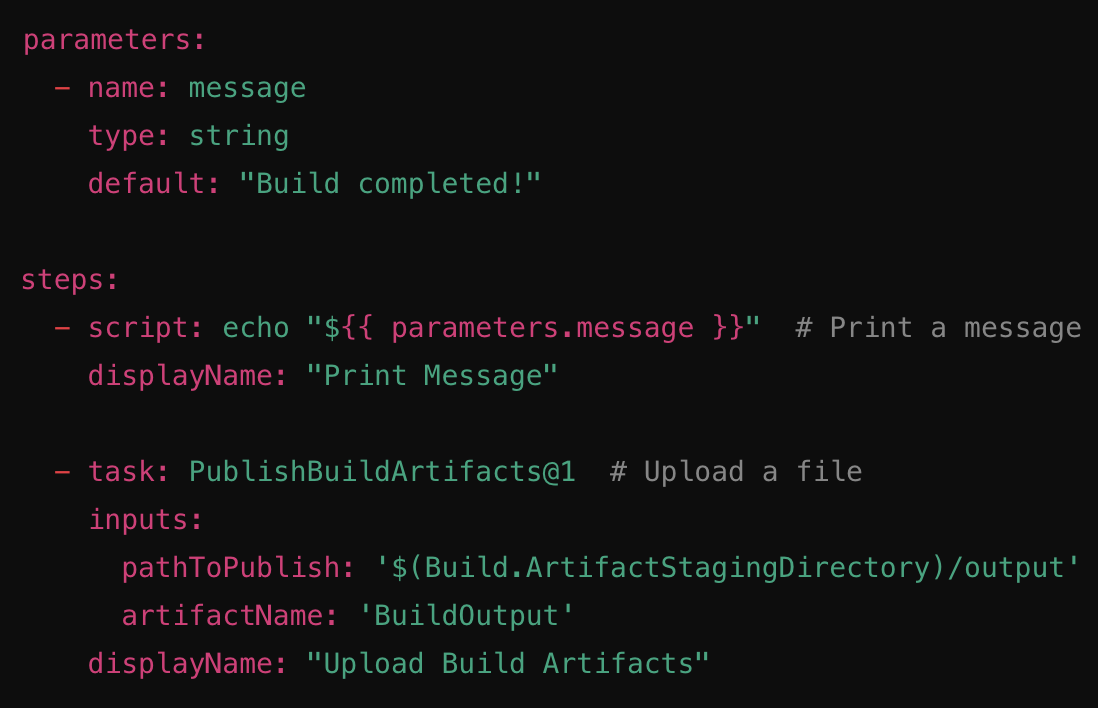 parameters:
  - name: message
    type: string
    default: "Build completed!"

steps:
  - script: echo "${{ parameters.message }}"  # Print a message
    displayName: "Print Message"

  - task: PublishBuildArtifacts@1  # Upload a file
    inputs:
      pathToPublish: '$(Build.ArtifactStagingDirectory)/output'
      artifactName: 'BuildOutput'
    displayName: "Upload Build Artifacts"